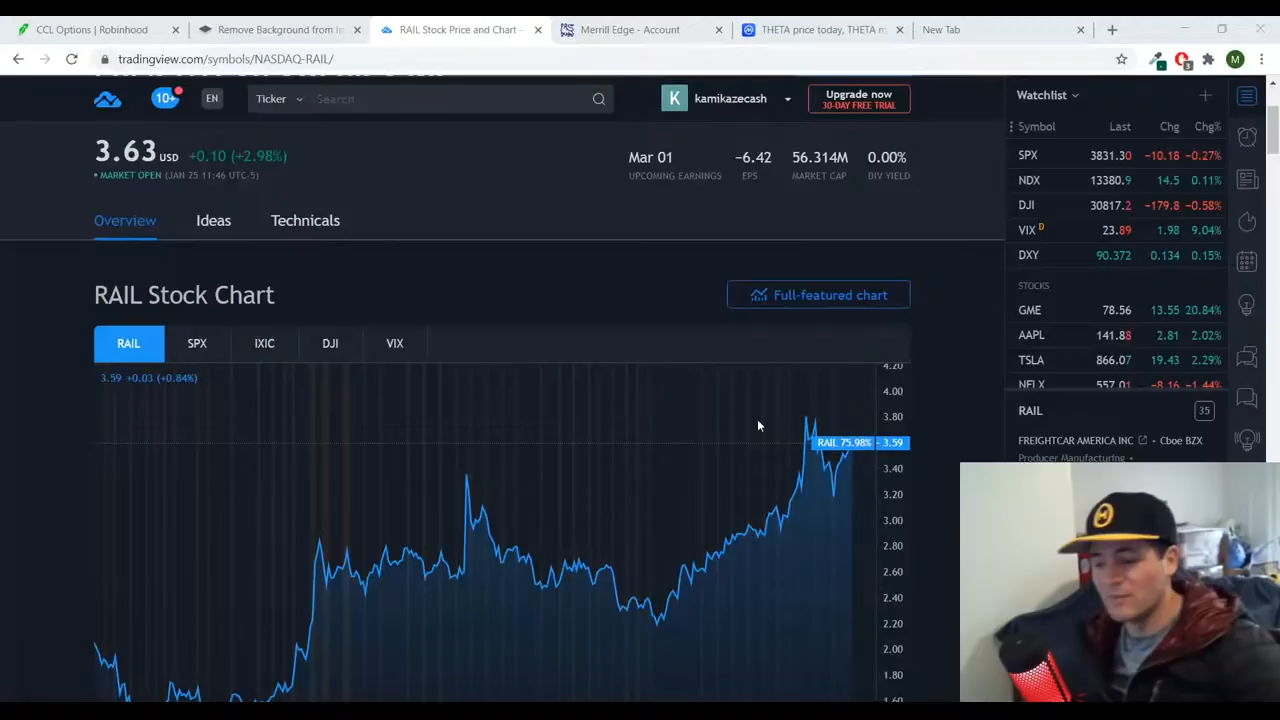 CCL Options | Robinhood
Remove Background from Im
RAIL Stock Price and Chart —
Merrill Edge - Account
THETA price today, THETA m
New Tab
tradingview.com/symbols/NASDAQ-RAIL/
M
10+
EN
Ticker
Search
K
kamikazecash
Upgrade now
30-DAY FREE TRIAL
3.63 USD +0.10 (+2.98%)
• MARKET OPEN (JAN 25 11:46 UTC-5)
Mar 01
UPCOMING EARNINGS
−6.42
EPS
56.314M
MARKET CAP
0.00%
DIV YIELD
Overview
Ideas
Technicals
RAIL Stock Chart
Full-featured chart
RAIL
SPX
IXIC
DJI
VIX
3.59 +0.03 (+0.84%)
4.20
4.00
3.80
RAIL 75.98% 3.59
3.40
3.20
3.00
2.80
2.60
2.40
2.20
2.00
1.80
1.60
Watchlist
Symbol Last Chg Chg%
SPX 3831.30 −10.18 −0.27%
NDX 13380.9 14.5 0.11%
DJI 30817.2 −179.8 −0.58%
VIX D 23.89 1.98 9.04%
DXY 90.372 0.134 0.15%
STOCKS
GME 78.56 13.55 20.84%
AAPL 141.88 2.81 2.02%
TSLA 866.07 19.43 2.29%
NFLX 557.01 −8.16 −1.44%
RAIL
35
FREIGHTCAR AMERICA INC • Cboe BZX
Producer Manufacturing •